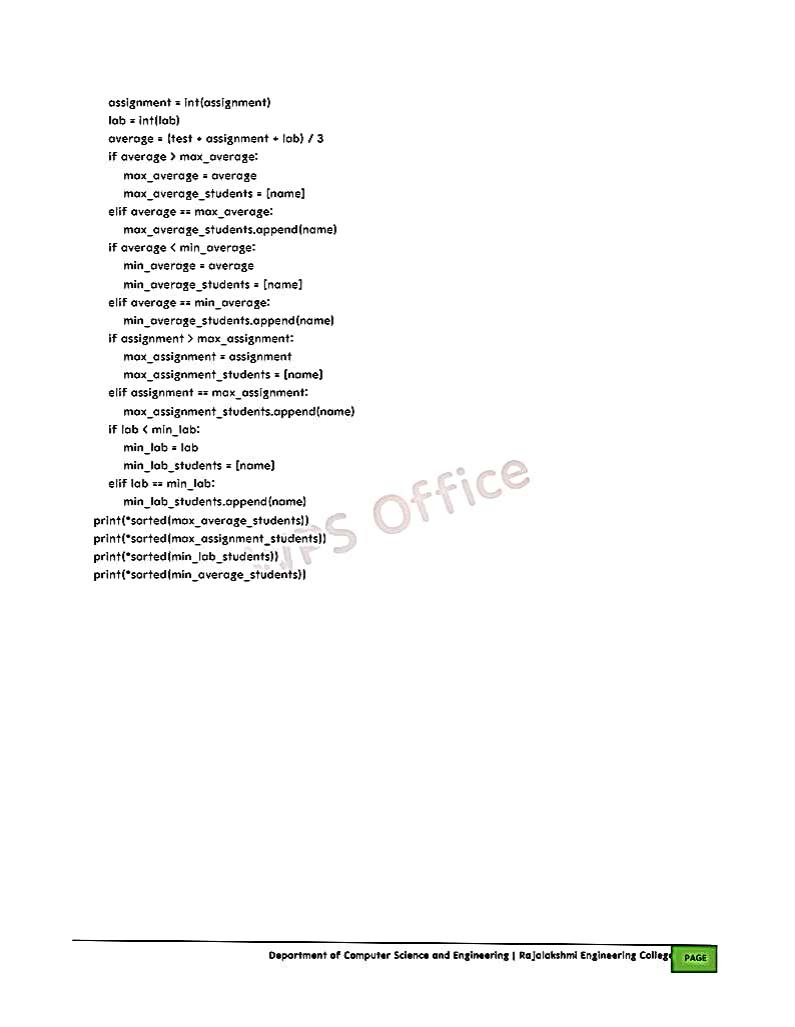 assignment = int(assignment)
lab = int(lab)
average = (test + assignment + lab) / 3
if average > max_average:
max_average = average
max_average_students = [name]
elif average == max_average:
max_average_students.append(name)
if average < min_average:
min_average = average
min_average_students = [name]
elif average == min_average:
min_average_students.append(name)
if assignment > max_assignment:
max_assignment = assignment
max_assignment_students = [name]
elif assignment == max_assignment:
max_assignment_students.append(name)
if lab < min_lab:
min_lab = lab
min_lab_students = [name]
elif lab == min_lab:
min_lab_students.append(name)
print(*sorted(max_average_students))
print(*sorted(max_assignment_students))
print(*sorted(min_lab_students))
print(*sorted(min_average_students))
WPS Office
Department of Computer Science and Engineering | Rajalakshmi Engineering College
PAGE